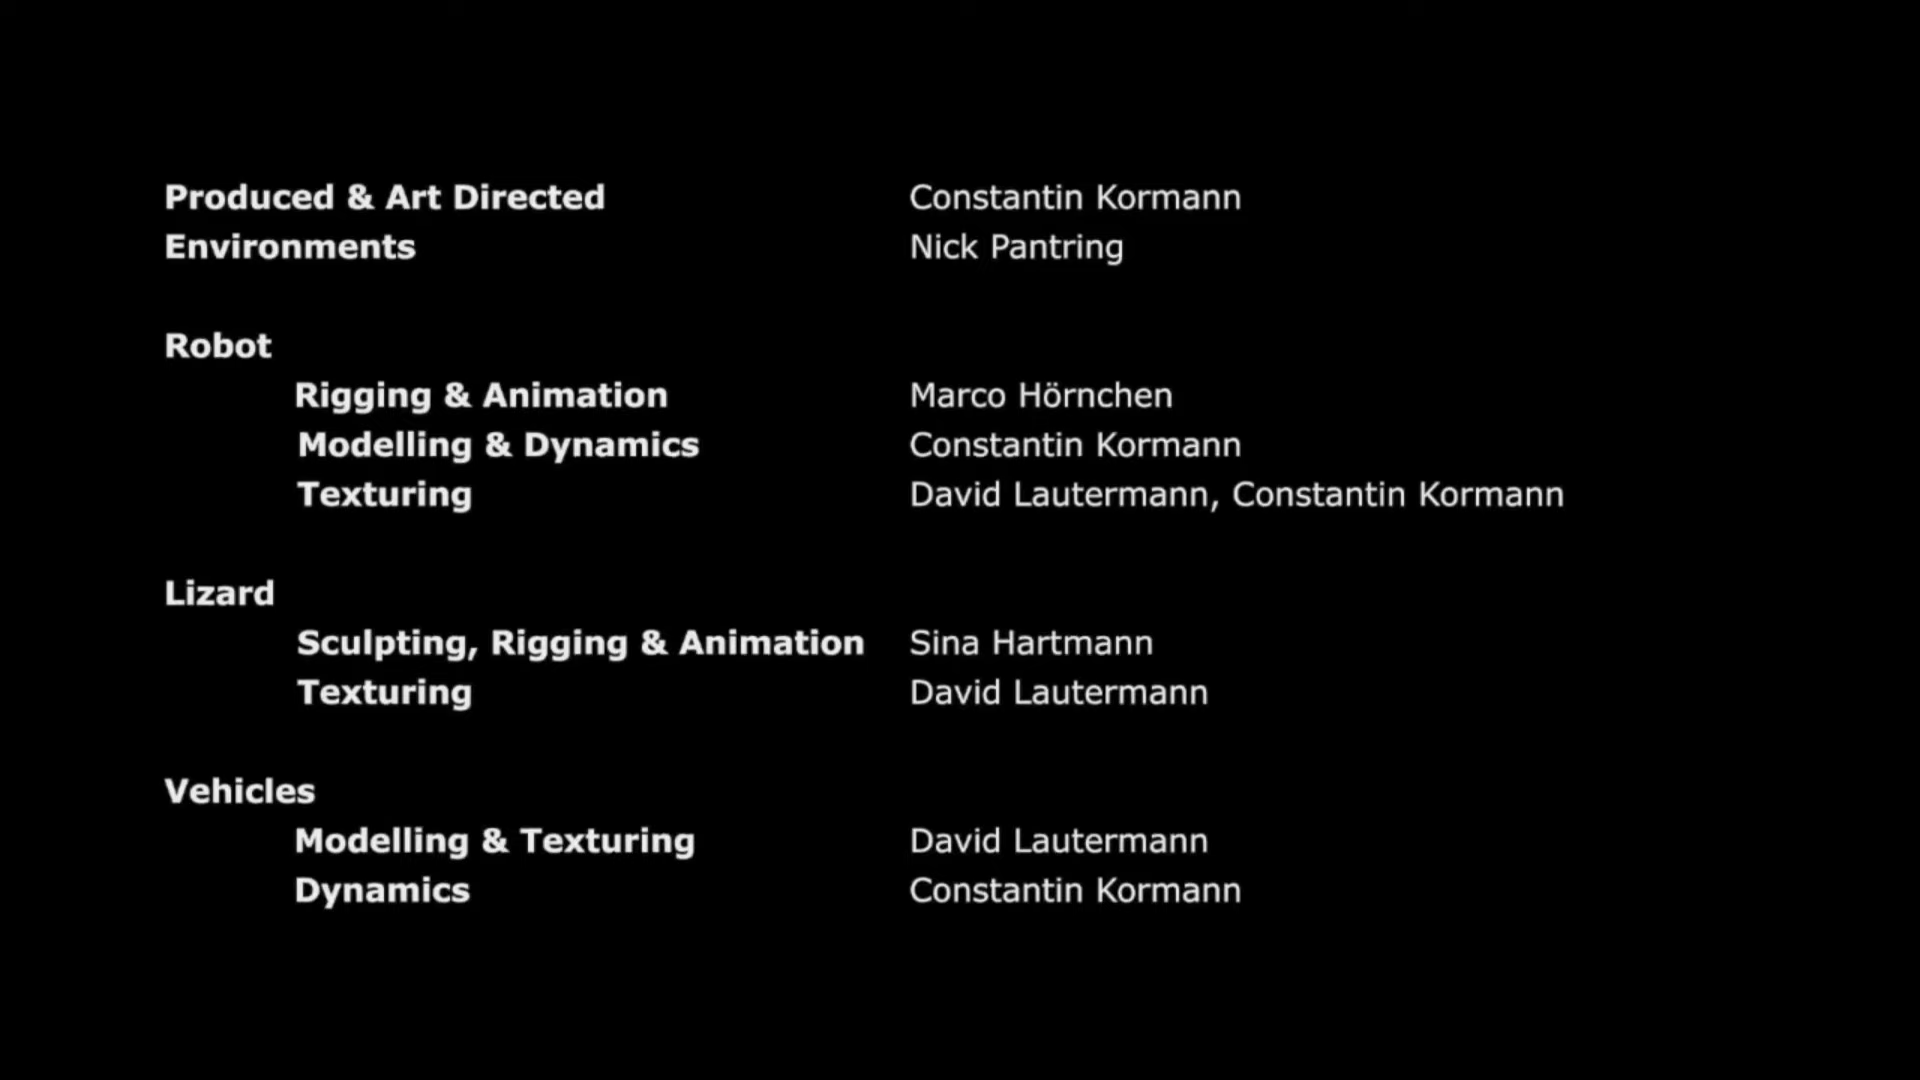 Produced & Art Directed Constantin Kormann
Environments Nick Pantring
Robot
Rigging & Animation Marco Hörnchen
Modelling & Dynamics Constantin Kormann
Texturing David Lautermann, Constantin Kormann
Lizard
Sculpting, Rigging & Animation Sina Hartmann
Texturing David Lautermann
Vehicles
Modelling & Texturing David Lautermann
Dynamics Constantin Kormann